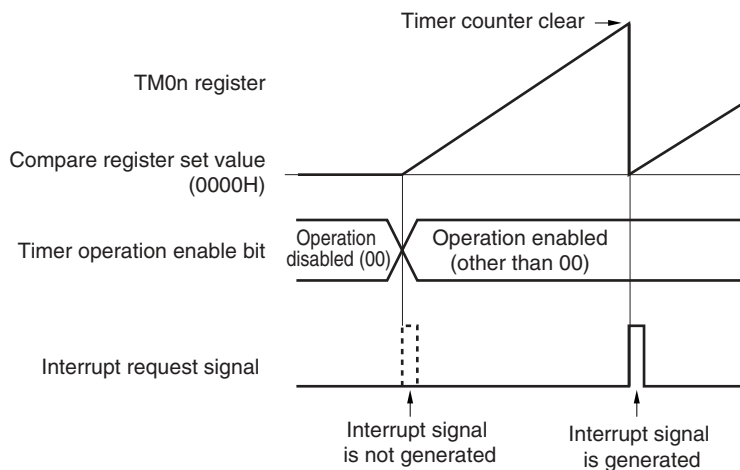 Timer counter clear
TM0n register
Compare register set value
(0000H)
Timer operation enable bit
Operation
disabled (00)
Operation enabled
(other than 00)
Interrupt request signal
Interrupt signal
is not generated
Interrupt signal
is generated